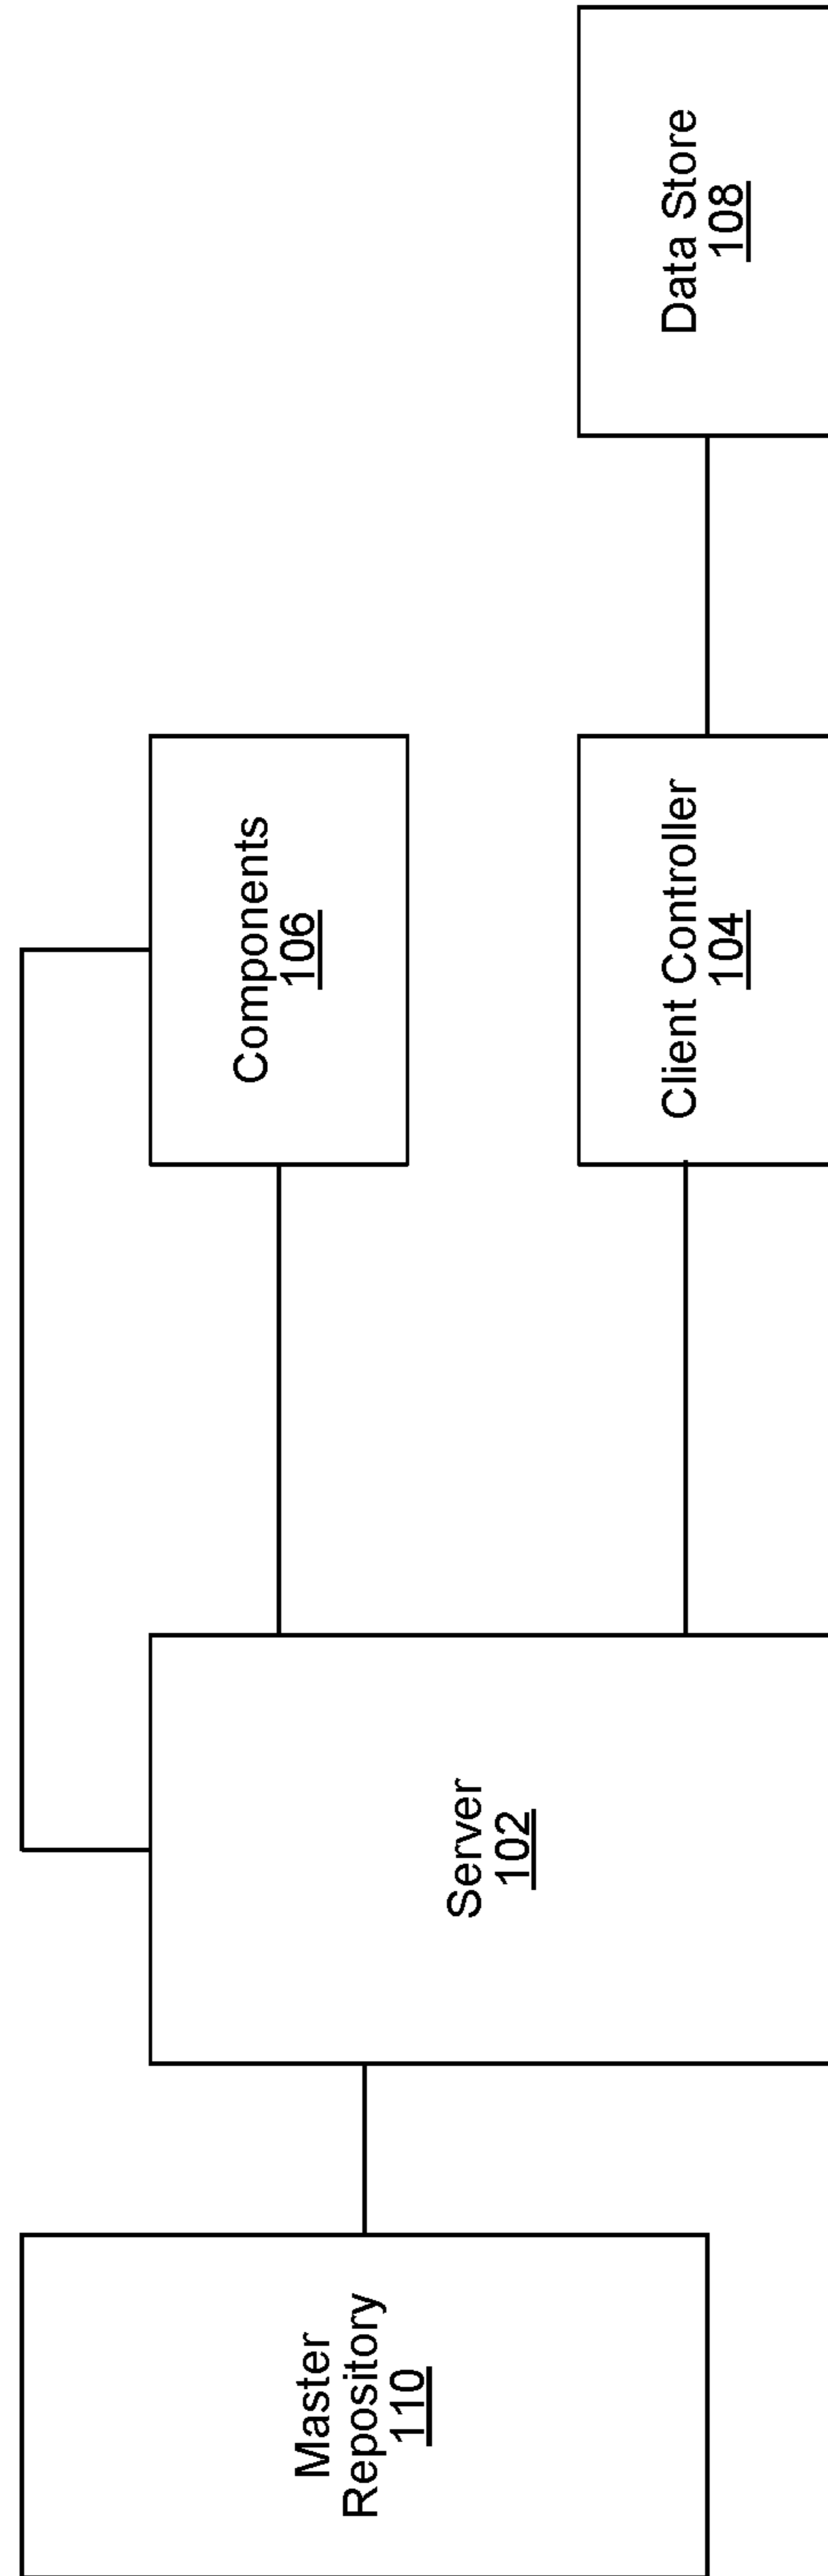 Master
Repository
110
Server
102
Components
106
Client Controller
104
Data Store
108